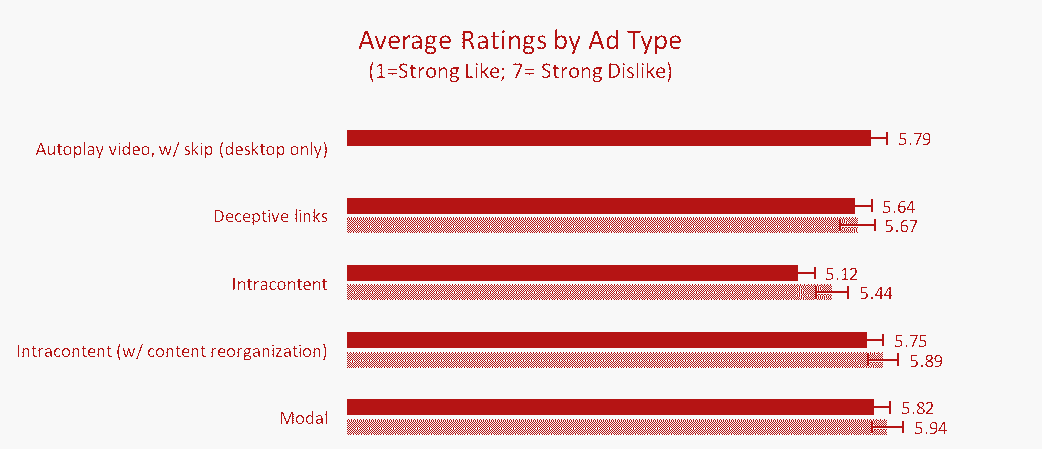 Average Ratings by Ad Type
(1=Strong Like; 7= Strong Dislike)
Autoplay video, w/ skip (desktop only)
5.79
Deceptive links
5.64
5.67
Intracontent
5.12
5.44
Intracontent (w/ content reorganization)
5.75
5.89
Modal
5.82
5.94